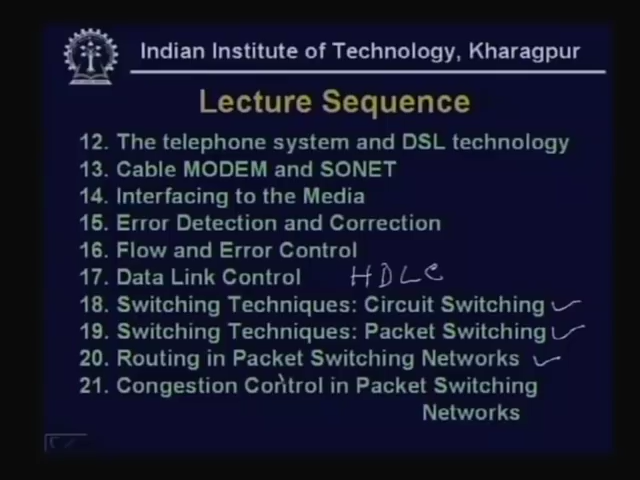 Indian Institute of Technology, Kharagpur
Lecture Sequence
12. The telephone system and DSL technology
13. Cable MODEM and SONET
14. Interfacing to the Media
15. Error Detection and Correction
16. Flow and Error Control
17. Data Link Control HDLC
18. Switching Techniques: Circuit Switching
19. Switching Techniques: Packet Switching
20. Routing in Packet Switching Networks
21. Congestion Control in Packet Switching
Networks